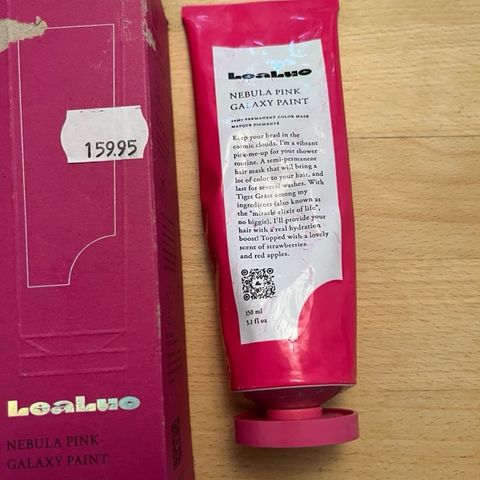 159.95
LoaLuo
NEBULA PINK
GALAXY PAINT
LoaLuo
NEBULA PINK
GALAXY PAINT
SEMI-PERMANENT COLOR MASK
MASQUE PIGMENTÉ
Keep your head in the
cosmic clouds. I'm a vibrant
pick-me-up for your shower
routine. A semi-permanent
hair mask that will bring a
lot of color to your hair, and
last for several washes. With
Tiger Grass among my
ingredients (also known as
the "miracle elixir of life",
no biggie), I'll provide your
hair with a real hydration
boost! Topped with a lovely
scent of strawberries
and red apples.
150 ml
5.1 fl oz